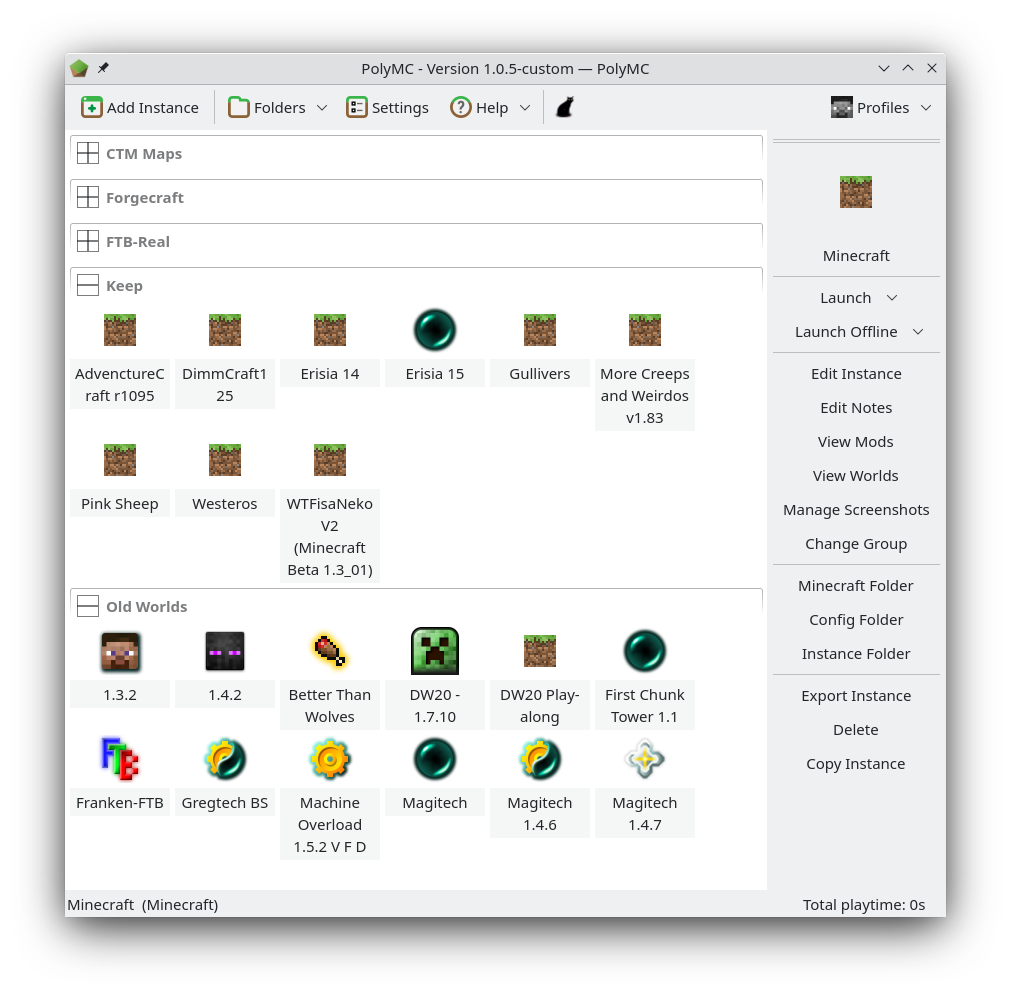 PolyMC - Version 1.0.5-custom — PolyMC
Add Instance
Folders
Settings
Help
Profiles
CTM Maps
Forgecraft
FTB-Real
Keep
AdvenctureC
raft r1095
DimmCraft1
25
Erisia 14
Erisia 15
Gullivers
More Creeps
and Weirdos
v1.83
Pink Sheep
Westeros
WTFisaNeko
V2
(Minecraft
Beta 1.3_01)
Old Worlds
1.3.2
1.4.2
Better Than
Wolves
DW20 -
1.7.10
DW20 Play-
along
First Chunk
Tower 1.1
FTB
Franken-FTB
Gregtech BS
Machine
Overload
1.5.2 V F D
Magitech
Magitech
1.4.6
Magitech
1.4.7
Minecraft
Launch
Launch Offline
Edit Instance
Edit Notes
View Mods
View Worlds
Manage Screenshots
Change Group
Minecraft Folder
Config Folder
Instance Folder
Export Instance
Delete
Copy Instance
Minecraft  (Minecraft)
Total playtime: 0s